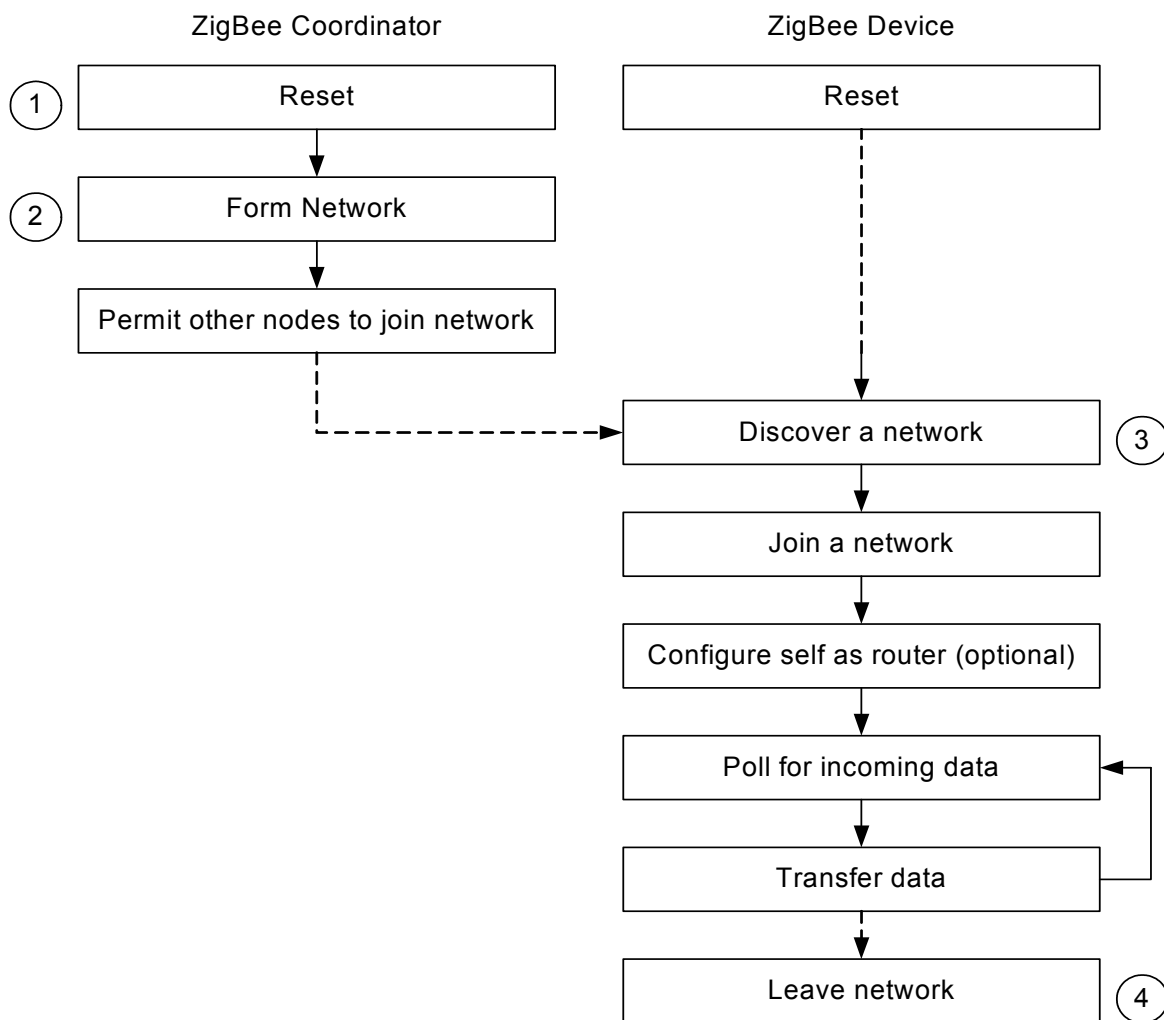 ZigBee Coordinator
ZigBee Device
1
Reset
Reset
2
Form Network
Permit other nodes to join network
Discover a network
3
Join a network
Configure self as router (optional)
Poll for incoming data
Transfer data
Leave network
4